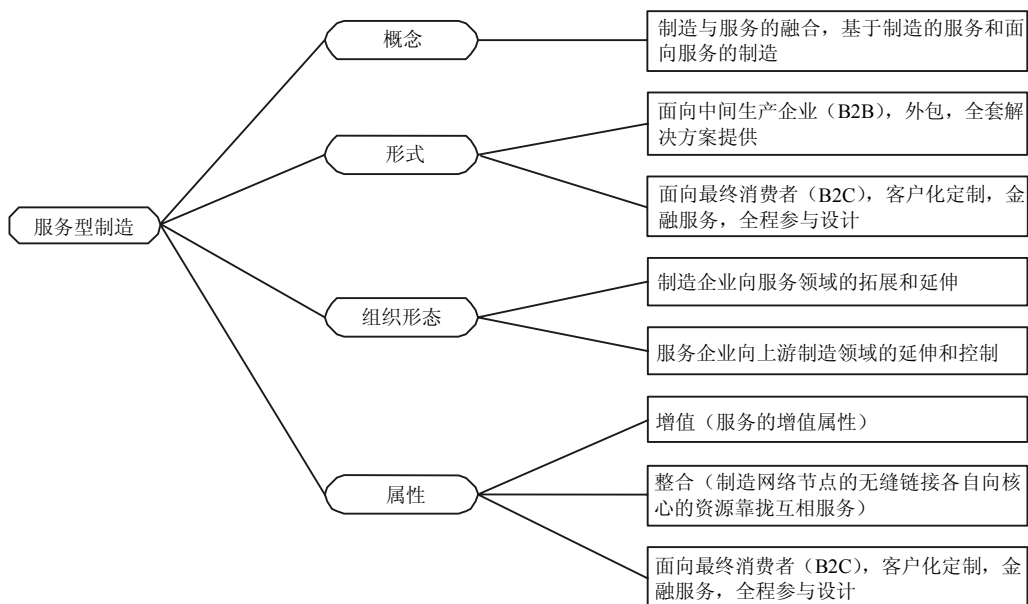 概念
制造与服务的融合，基于制造的服务和面
向服务的制造
形式
面向中间生产企业（B2B），外包，全套解
决方案提供
面向最终消费者（B2C），客户化定制，金
融服务，全程参与设计
服务型制造
组织形态
制造企业向服务领域的拓展和延伸
服务企业向上游制造领域的延伸和控制
属性
增值（服务的增值属性）
整合（制造网络节点的无缝链接各自向核
心的资源靠拢互相服务）
面向最终消费者（B2C），客户化定制，金
融服务，全程参与设计